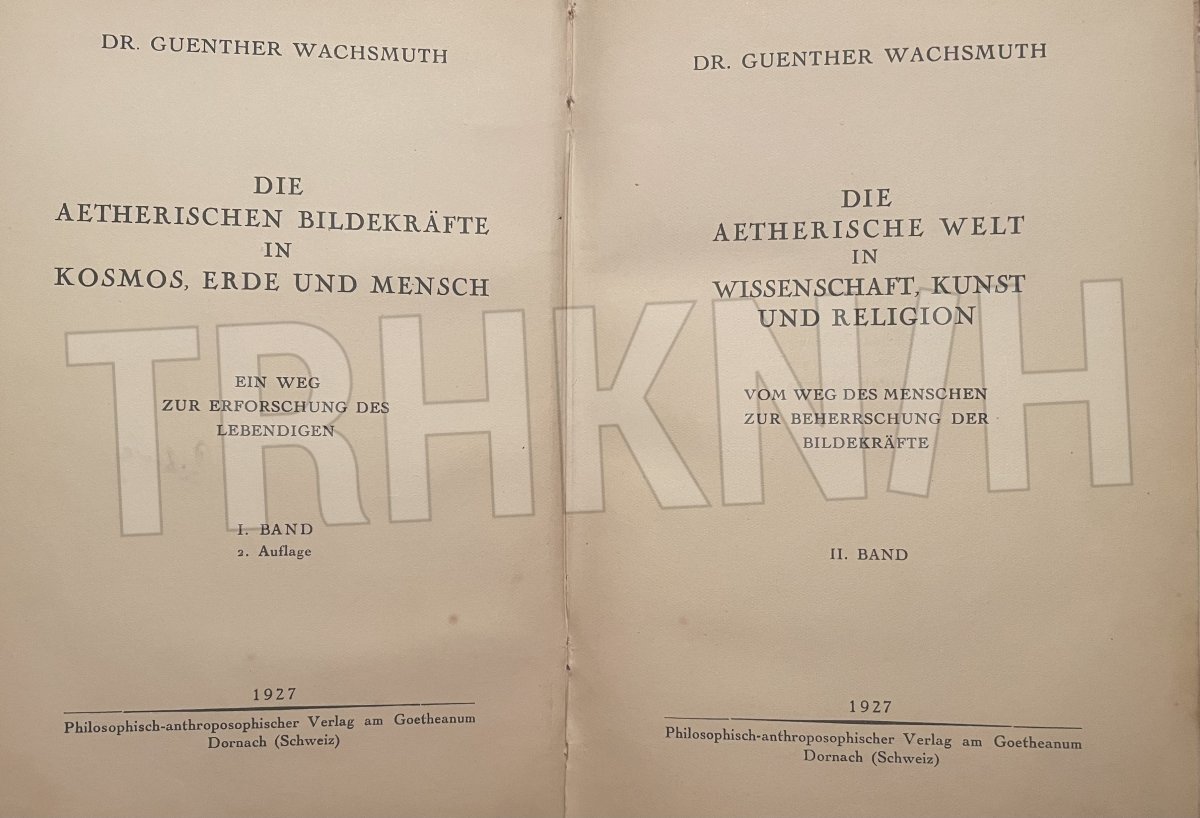 DR. GUENTHER WACHSMUTH
DIE
AETHERISCHEN BILDEKRÄFTE
IN
KOSMOS, ERDE UND MENSCH
EIN WEG
ZUR ERFORSCHUNG DES
LEBENDIGEN
I. BAND
2. Auflage
1927
Philosophisch-anthroposophischer Verlag am Goetheanum
Dornach (Schweiz)
DR. GUENTHER WACHSMUTH
DIE
AETHERISCHE WELT
IN
WISSENSCHAFT, KUNST
UND RELIGION
VOM WEG DES MENSCHEN
ZUR BEHERRSCHUNG DER
BILDEKRÄFTE
II. BAND
1927
Philosophisch-anthroposophischer Verlag am Goetheanum
Dornach (Schweiz)
TRHKN/H